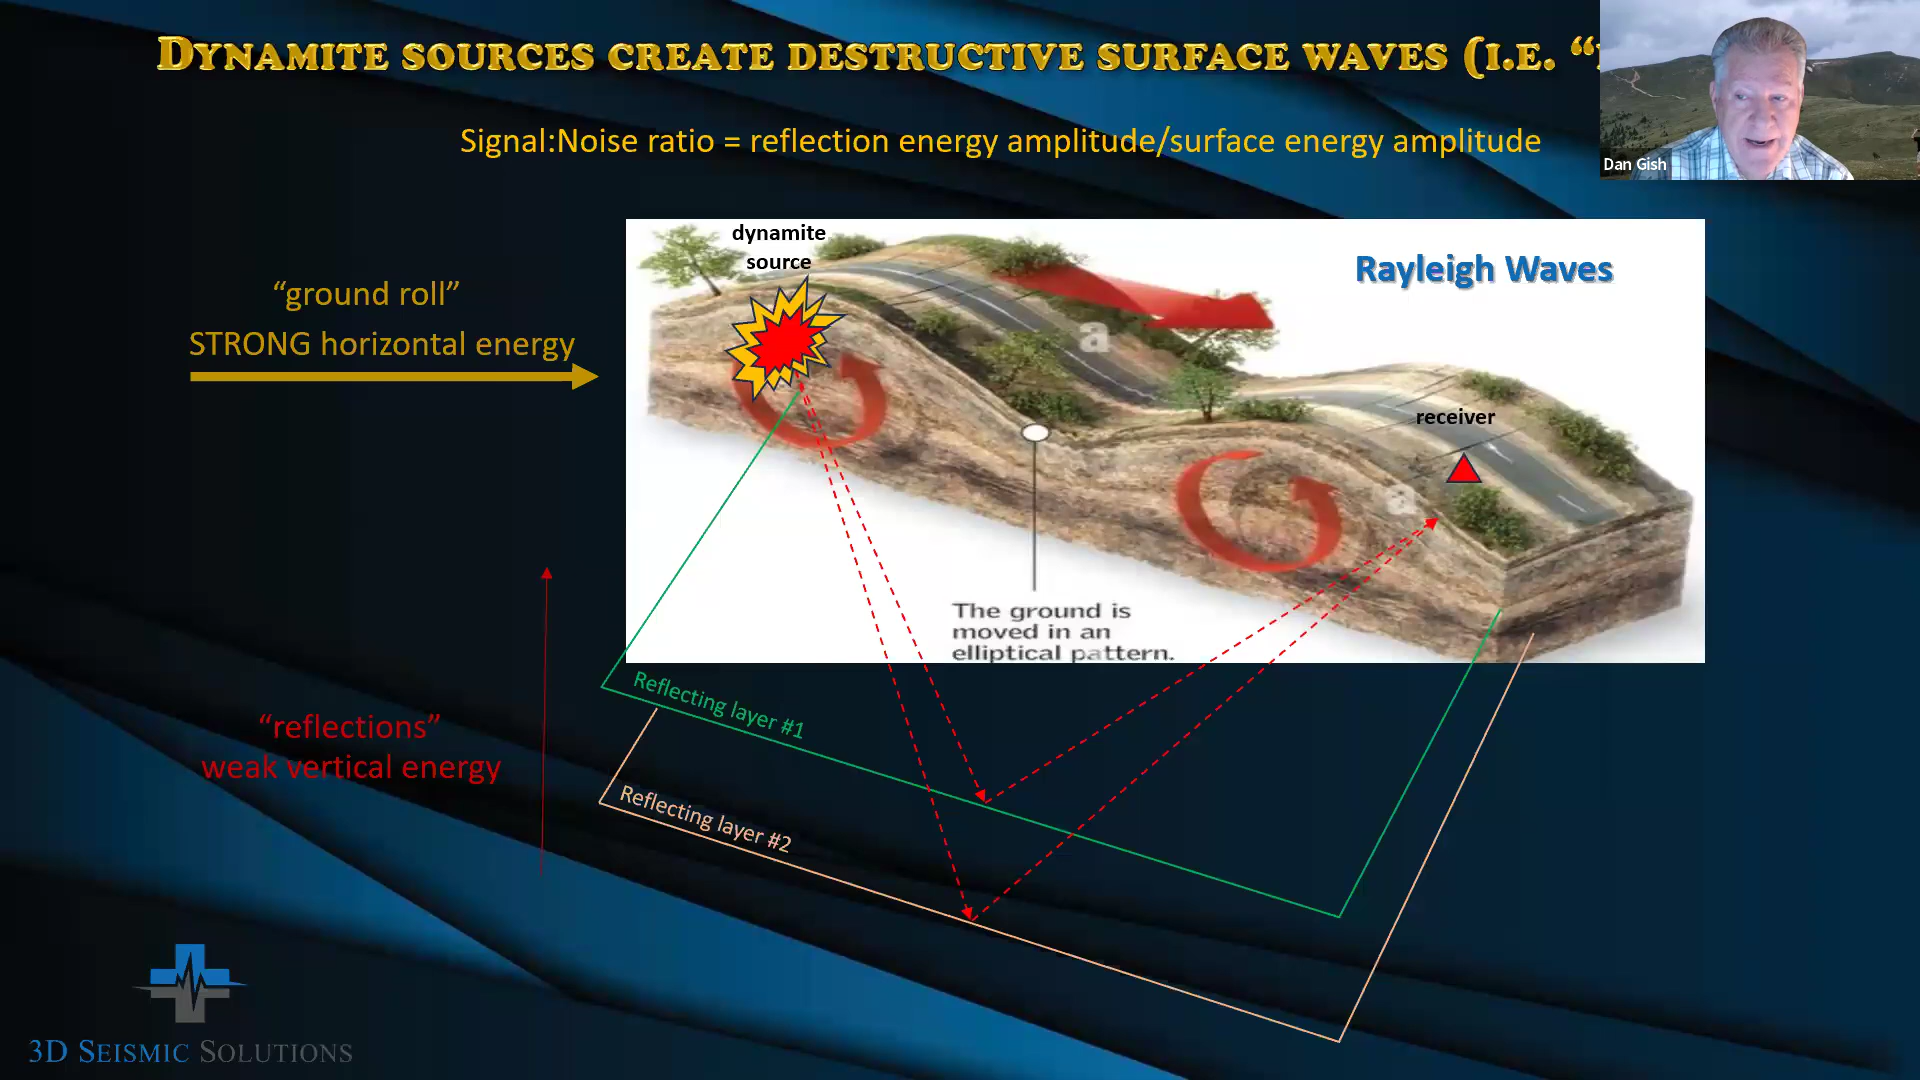 DYNAMITE SOURCES CREATE DESTRUCTIVE SURFACE WAVES (I.E. “
Signal:Noise ratio = reflection energy amplitude/surface energy amplitude
Dan Gish
dynamite
source
Rayleigh Waves
“ground roll”
STRONG horizontal energy
a
receiver
a
The ground is
moved in an
elliptical pattern.
Reflecting layer #1
“reflections”
weak vertical energy
Reflecting layer #2
3D SEISMIC SOLUTIONS